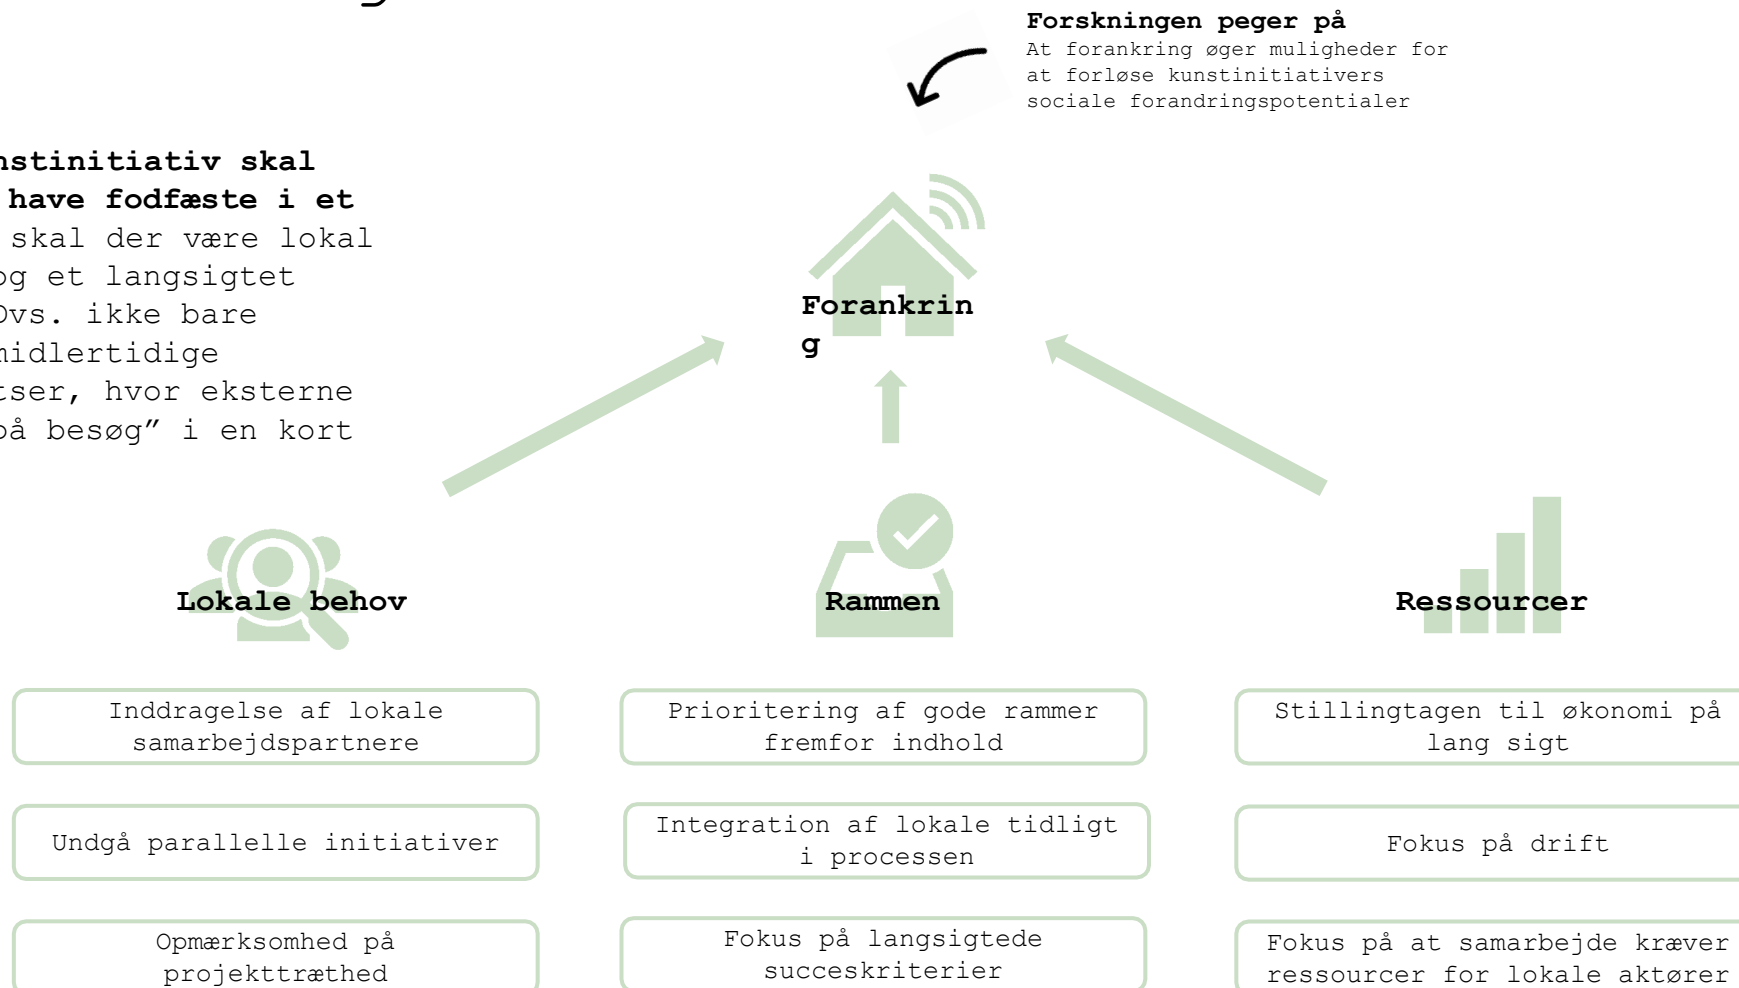 Forskningen peger på
At forankring øger muligheder for
at forløse kunstinitiativers
sociale forandringspotentialer
nstinitiativ skal
have fodfæste i et
skal der være lokal
og et langsigtet
Dvs. ikke bare
midlertidige
tser, hvor eksterne
på besøg” i en kort
Forankrin
g
Lokale behov
Rammen
Ressourcer
Inddragelse af lokale
samarbejdspartnere
Prioritering af gode rammer
fremfor indhold
Stillingtagen til økonomi på
lang sigt
Undgå parallelle initiativer
Integration af lokale tidligt
i processen
Fokus på drift
Opmærksomhed på
projekttræthed
Fokus på langsigtede
succeskriterier
Fokus på at samarbejde kræver
ressourcer for lokale aktører